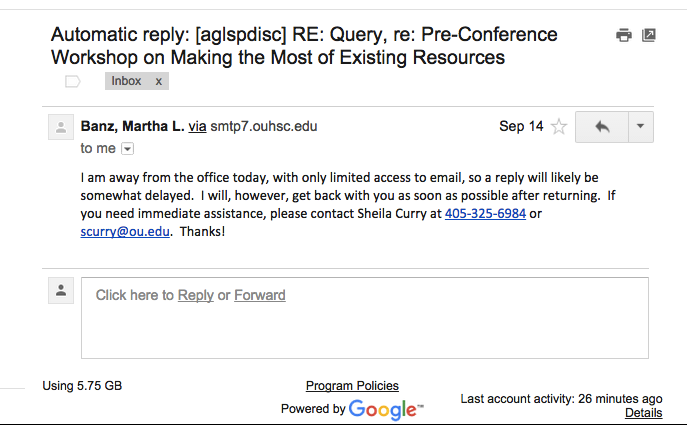 Automatic reply: [aglspdisc] RE: Query, re: Pre-Conference
Workshop on Making the Most of Existing Resources
Inbox x
Banz, Martha L. via smtp7.ouhsc.edu
Sep 14
to me
I am away from the office today, with only limited access to email, so a reply will likely be
somewhat delayed.  I will, however, get back with you as soon as possible after returning.  If
you need immediate assistance, please contact Sheila Curry at 405-325-6984 or
scurry@ou.edu.  Thanks!
Click here to Reply or Forward
Using 5.75 GB
Program Policies
Powered by Google™
Last account activity: 26 minutes ago
Details